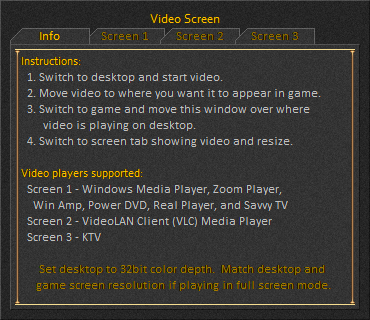 Video Screen
Info Screen 1 Screen 2 Screen 3
Instructions:
1. Switch to desktop and start video.
2. Move video to where you want it to appear in game.
3. Switch to game and move this window over where
video is playing on desktop.
4. Switch to screen tab showing video and resize.
Video players supported:
Screen 1 - Windows Media Player, Zoom Player,
Win Amp, Power DVD, Real Player, and Savvy TV
Screen 2 - VideoLAN Client (VLC) Media Player
Screen 3 - KTV
Set desktop to 32bit color depth. Match desktop and
game screen resolution if playing in full screen mode.